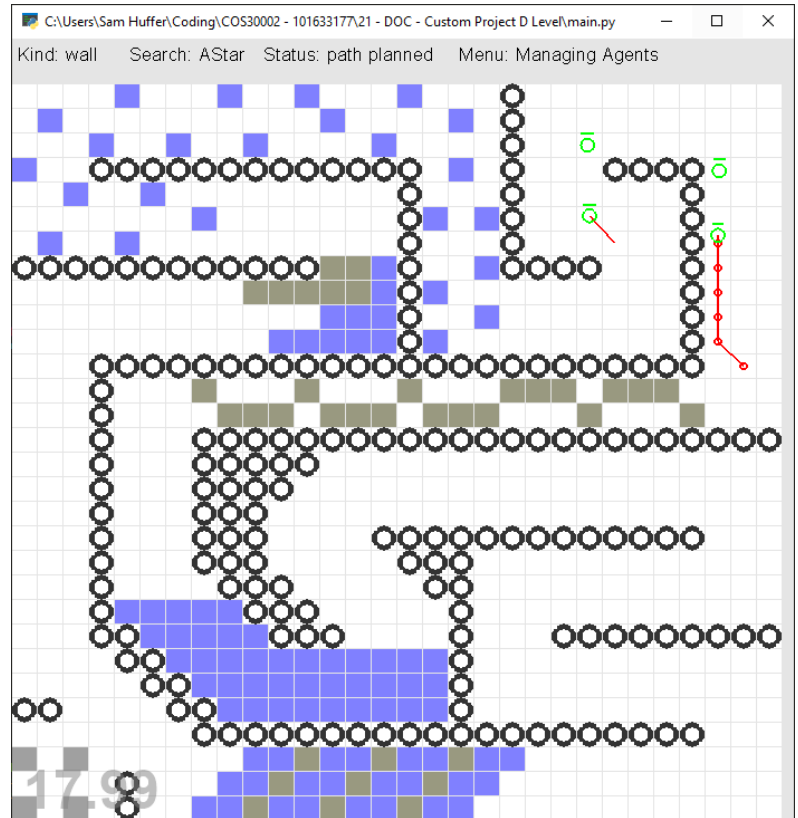 C:\Users\Sam Huffer\Coding\COS30002 - 101633177\21 - DOC - Custom Project D Level\main.py
Kind: wall Search: AStar Status: path planned Menu: Managing Agents
17.99